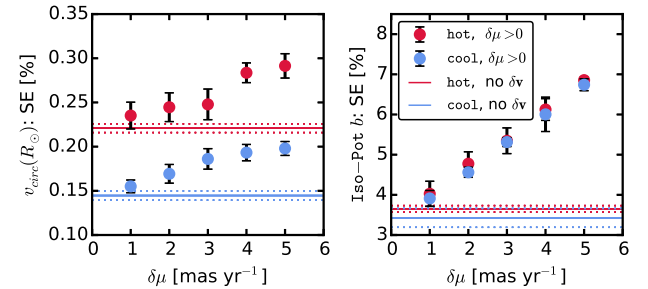 0.35
0.30
0.25
0.20
0.15
0.10
0 1 2 3 4 5 6
v_circ(R_⊙): SE [%]
δμ [mas yr⁻¹]
8
7
6
5
4
3
0 1 2 3 4 5 6
Iso-Pot b: SE [%]
δμ [mas yr⁻¹]
hot, δμ>0
cool, δμ>0
hot, no δv
cool, no δv